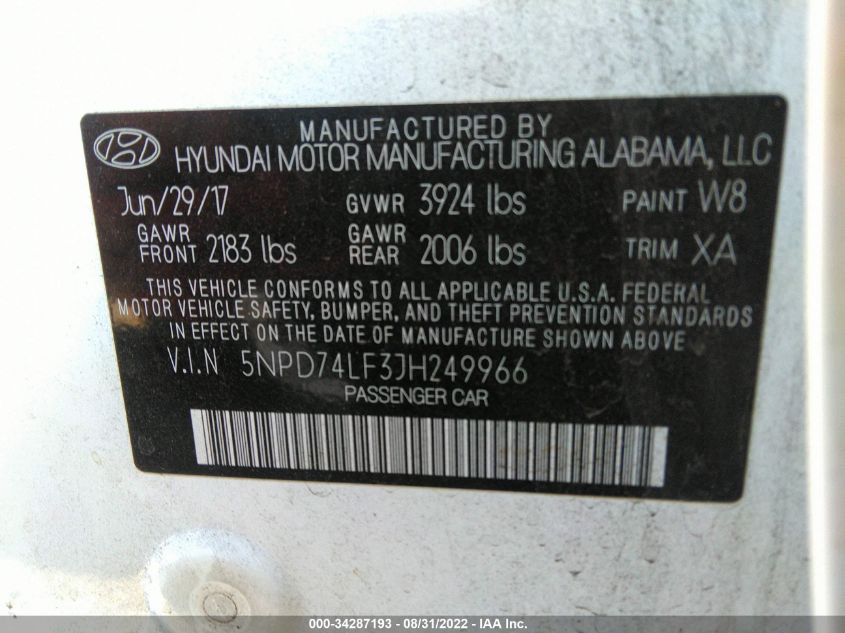 MANUFACTURED BY
HYUNDAI MOTOR MANUFACTURING ALABAMA, LLC
Jun/29/17 GVWR 3924 lbs PAINT W8
GAWR FRONT 2183 lbs GAWR REAR 2006 lbs TRIM XA
THIS VEHICLE CONFORMS TO ALL APPLICABLE U.S.A. FEDERAL
MOTOR VEHICLE SAFETY, BUMPER, AND THEFT PREVENTION STANDARDS
IN EFFECT ON THE DATE OF MANUFACTURE SHOWN ABOVE.
V.I.N 5NPD74LF3JH249966
PASSENGER CAR
000-34287193 - 08/31/2022 - IAA Inc.